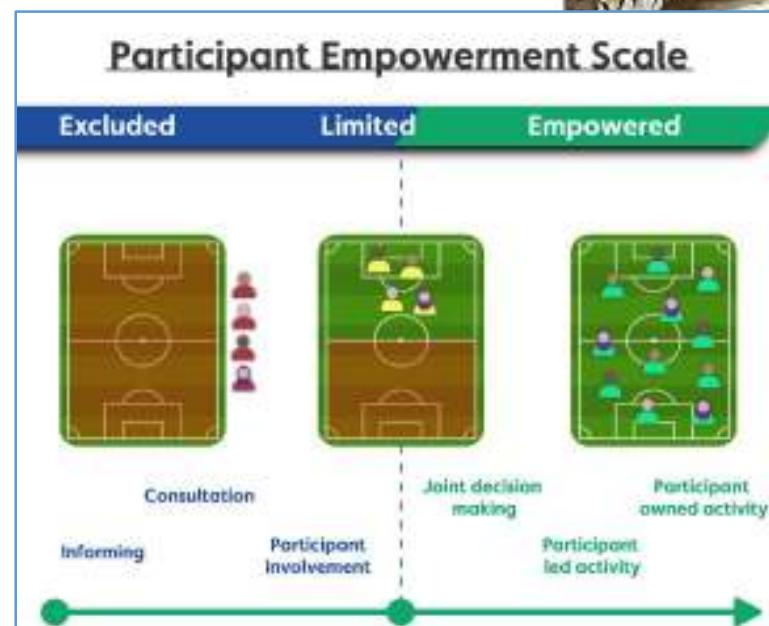 Participant Empowerment Scale
Excluded
Limited
Empowered
Consultation
Joint decision
making
Participant
owned activity
Informing
Participant
Involvement
Participant
led activity